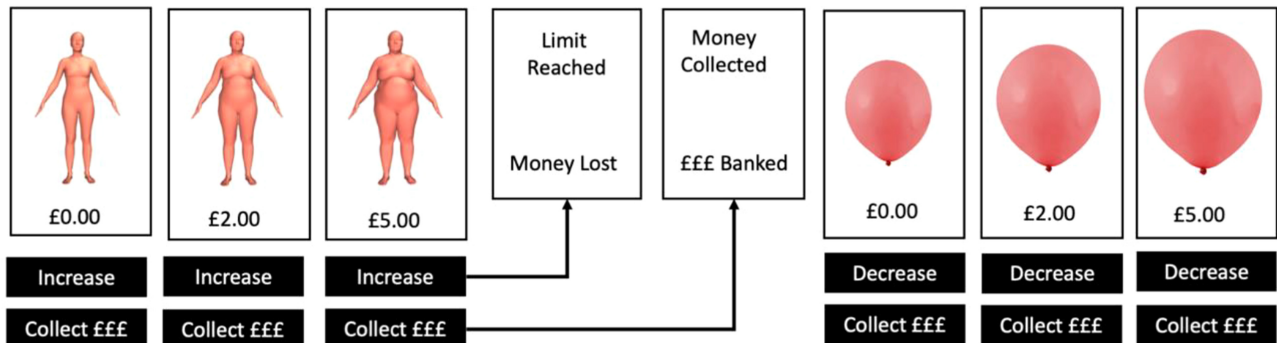 £0.00
£2.00
£5.00
Limit
Reached
Money Lost
Money
Collected
£££ Banked
£0.00
£2.00
£5.00
Increase
Increase
Increase
Decrease
Decrease
Decrease
Collect £££
Collect £££
Collect £££
Collect £££
Collect £££
Collect £££